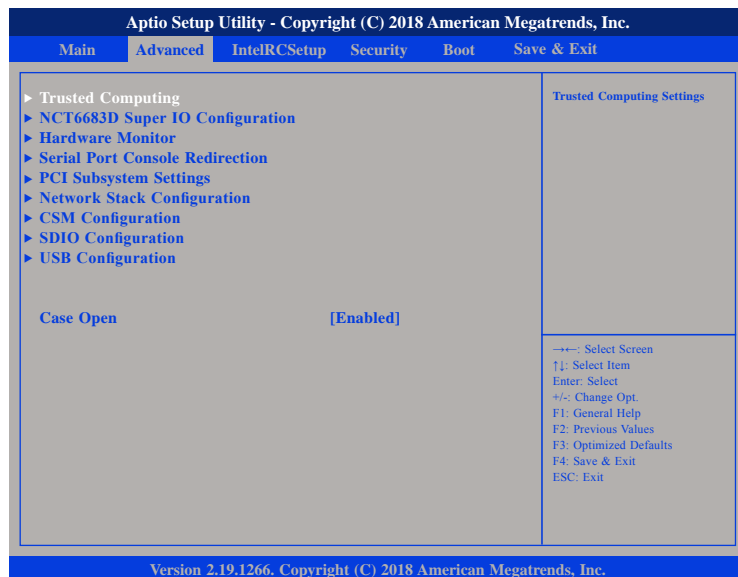 Aptio Setup Utility - Copyright (C) 2018 American Megatrends, Inc.
Main Advanced IntelRCSetup Security Boot Save & Exit
► Trusted Computing
► NCT6683D Super IO Configuration
► Hardware Monitor
► Serial Port Console Redirection
► PCI Subsystem Settings
► Network Stack Configuration
► CSM Configuration
► SDIO Configuration
► USB Configuration
Case Open [Enabled]
Trusted Computing Settings
→←: Select Screen
↑↓: Select Item
Enter: Select
+/-: Change Opt.
F1: General Help
F2: Previous Values
F3: Optimized Defaults
F4: Save & Exit
ESC: Exit
Version 2.19.1266. Copyright (C) 2018 American Megatrends, Inc.